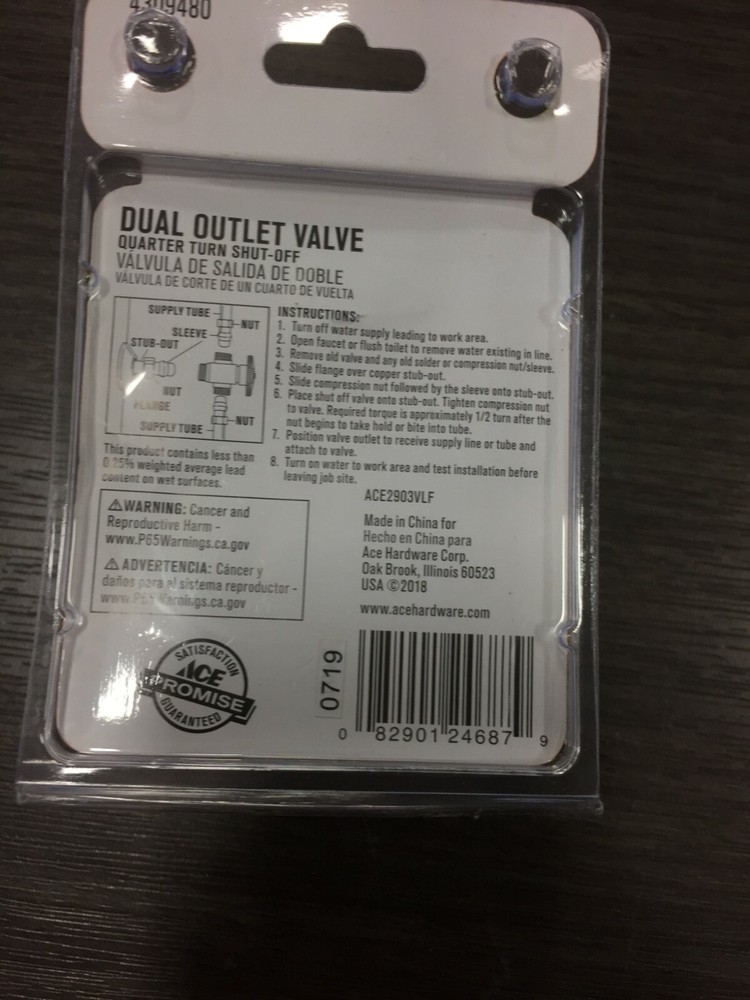 4309480
DUAL OUTLET VALVE
QUARTER TURN SHUT-OFF
VÁLVULA DE SALIDA DE DOBLE
VÁLVULA DE CORTE DE UN CUARTO DE VUELTA
SUPPLY TUBE
NUT
SLEEVE
STUB-OUT
NUT
FLANGE
NUT
SUPPLY TUBE
This product contains less than
0.25% weighted average lead
content on wet surfaces.
INSTRUCTIONS:
1. Turn off water supply leading to work area.
2. Open faucet or flush toilet to remove water existing in line.
3. Remove old valve and any old solder or compression nut/sleeve.
4. Slide flange over copper stub-out.
5. Slide compression nut followed by the sleeve onto stub-out.
6. Place shut off valve onto stub-out. Tighten compression nut
to valve. Required torque is approximately 1/2 turn after the
nut begins to take hold or bite into tube.
7. Position valve outlet to receive supply line or tube and
attach to valve.
8. Turn on water to work area and test installation before
leaving job site.
⚠WARNING: Cancer and
Reproductive Harm -
www.P65Warnings.ca.gov
⚠ADVERTENCIA: Cáncer y
daños para el sistema reproductor -
www.P65Warnings.ca.gov
ACE2903VLF
Made in China for
Hecho en China para
Ace Hardware Corp.
Oak Brook, Illinois 60523
USA ©2018
www.acehardware.com
SATISFACTION
ACE
PROMISE
GUARANTEED
0719
0 82901 24687 9